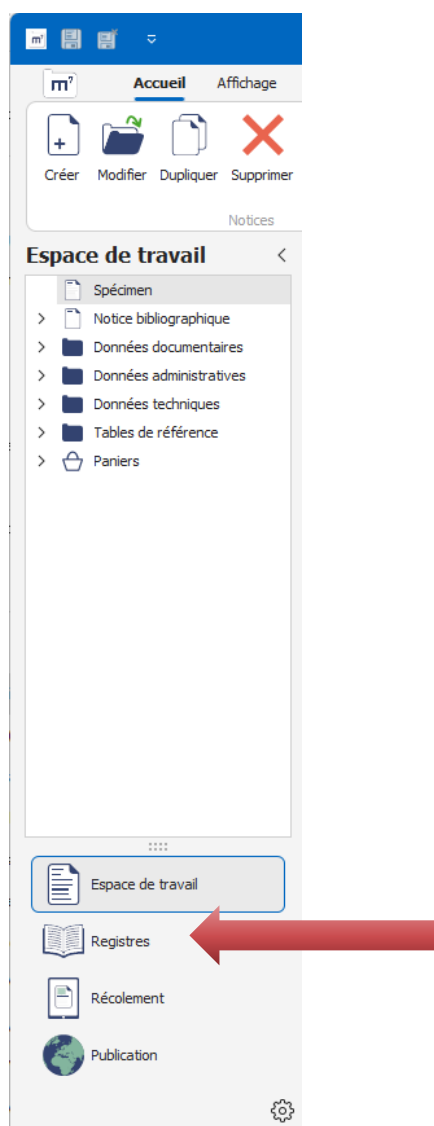 m⁷
m⁷
Accueil Affichage
Créer Modifier Dupliquer Supprimer
Notices
Espace de travail
Spécimen
Notice bibliographique
Données documentaires
Données administratives
Données techniques
Tables de référence
Paniers
Espace de travail
Registres
Récolement
Publication